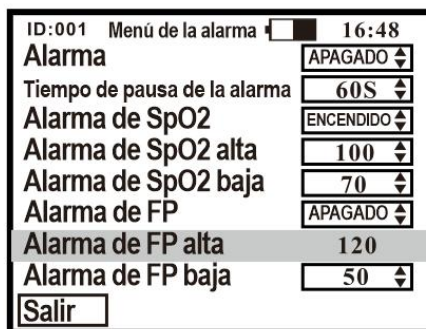 ID:001 Menú de la alarma 16:48
Alarma APAGADO
Tiempo de pausa de la alarma 60S
Alarma de SpO2 ENCENDIDO
Alarma de SpO2 alta 100
Alarma de SpO2 baja 70
Alarma de FP APAGADO
Alarma de FP alta 120
Alarma de FP baja 50
Salir